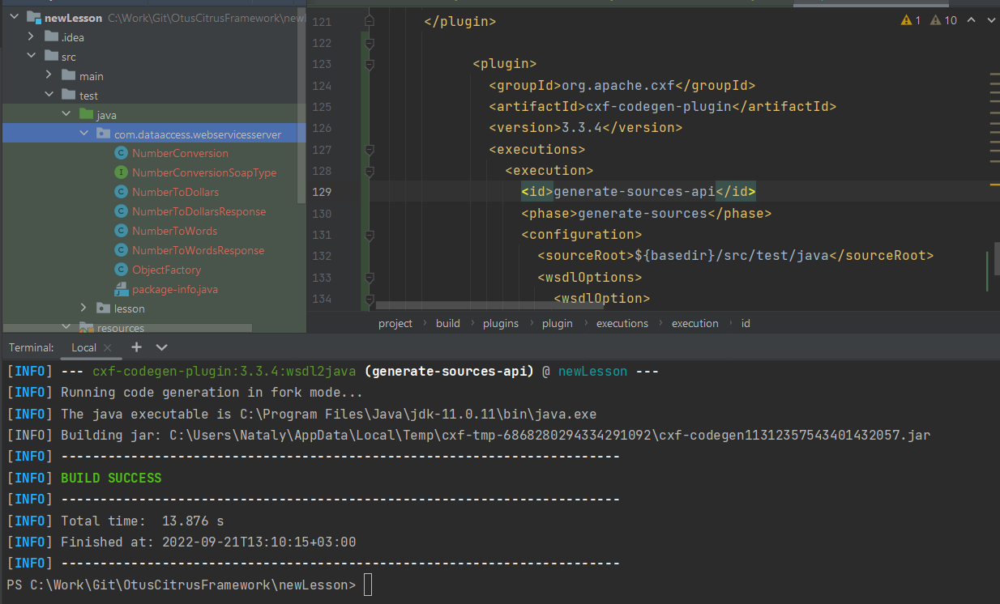 newLesson C:\Work\Git\OtusCitrusFramework\newl
.idea
src
main
test
java
com.dataaccess.webservicesserver
NumberConversion
NumberConversionSoapType
NumberToDollars
NumberToDollarsResponse
NumberToWords
NumberToWordsResponse
ObjectFactory
package-info.java
lesson
resources
1 10
121 </plugin>
122
123 <plugin>
124 <groupId>org.apache.cxf</groupId>
125 <artifactId>cxf-codegen-plugin</artifactId>
126 <version>3.3.4</version>
127 <executions>
128 <execution>
129 <id>generate-sources-api</id>
130 <phase>generate-sources</phase>
131 <configuration>
132 <sourceRoot>${basedir}/src/test/java</sourceRoot>
133 <wsdlOptions>
134 <wsdlOption>
project › build › plugins › plugin › executions › execution › id
Terminal: Local × +
[INFO] --- cxf-codegen-plugin:3.3.4:wsdl2java (generate-sources-api) @ newLesson ---
[INFO] Running code generation in fork mode...
[INFO] The java executable is C:\Program Files\Java\jdk-11.0.11\bin\java.exe
[INFO] Building jar: C:\Users\Nataly\AppData\Local\Temp\cxf-tmp-6868280294334291092\cxf-codegen11312357543401432057.jar
[INFO] ------------------------------------------------------------------------
[INFO] BUILD SUCCESS
[INFO] ------------------------------------------------------------------------
[INFO] Total time:  13.876 s
[INFO] Finished at: 2022-09-21T13:10:15+03:00
[INFO] ------------------------------------------------------------------------
PS C:\Work\Git\OtusCitrusFramework\newLesson>